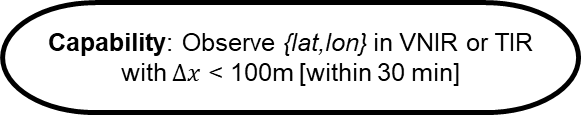 Capability: Observe {lat,lon} in VNIR or TIR
with Δx < 100m [within 30 min]